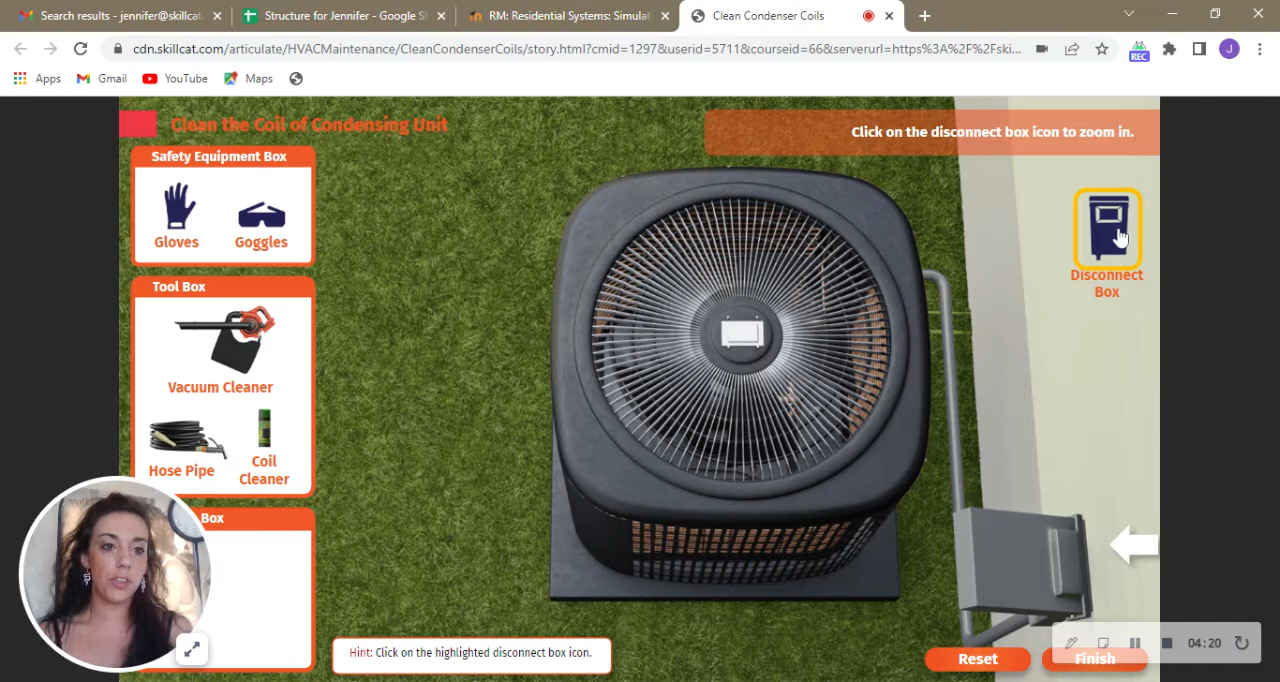 Search results - jennifer@skillcat
Structure for Jennifer - Google S
RM: Residential Systems: Simulat
Clean Condenser Coils
cdn.skillcat.com/articulate/HVACMaintenance/CleanCondenserCoils/story.html?cmid=1297&userid=5711&courseid=66&serverurl=https%3A%2F%2Fski...
REC
J
Apps
Gmail
YouTube
Maps
Clean the Coil of Condensing Unit
Click on the disconnect box icon to zoom in.
Safety Equipment Box
Gloves
Goggles
Disconnect
Box
Tool Box
Vacuum Cleaner
Hose Pipe
Coil
Cleaner
Box
Hint: Click on the highlighted disconnect box icon.
04:20
Reset
Finish